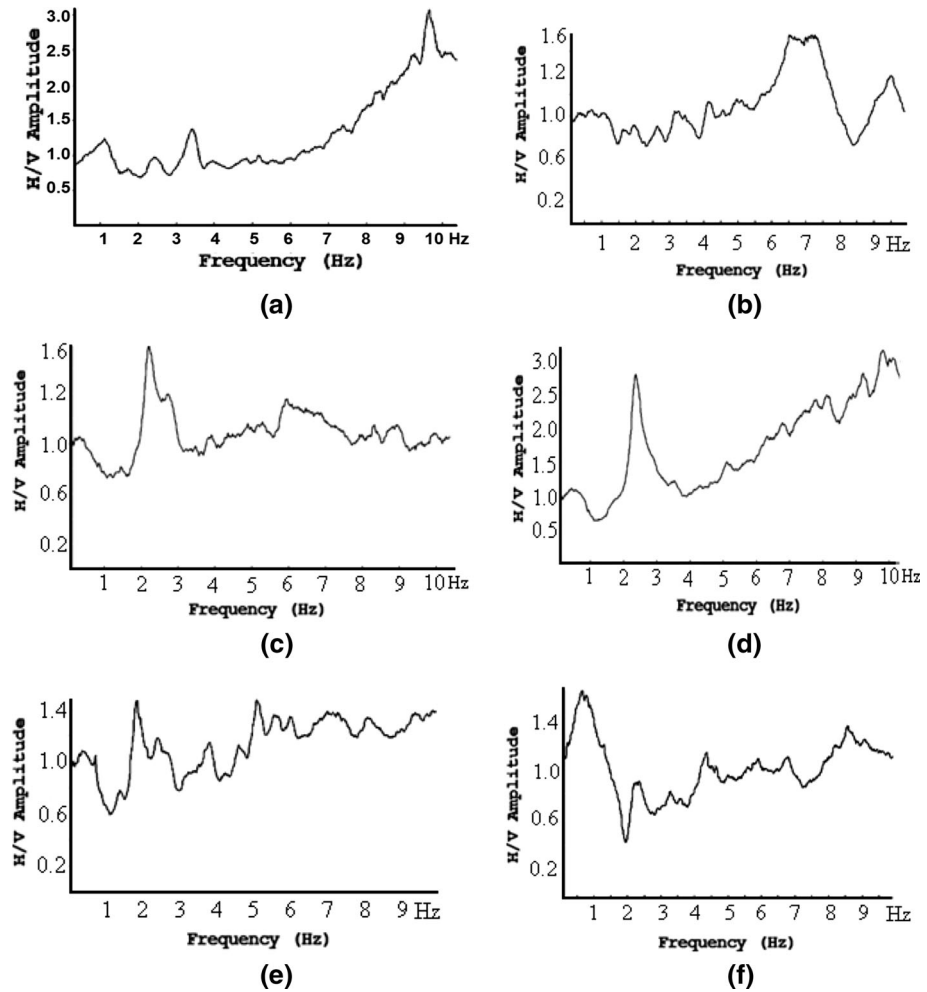 H/V Amplitude
3.0
2.5
2.0
1.5
1.0
0.5
1 2 3 4 5 6 7 8 9 10 Hz
Frequency (Hz)
(a)
H/V Amplitude
1.6
1.2
1.0
0.6
0.2
1 2 3 4 5 6 7 8 9 Hz
Frequency (Hz)
(b)
H/V Amplitude
1.6
1.2
1.0
0.6
0.2
1 2 3 4 5 6 7 8 9 10 Hz
Frequency (Hz)
(c)
H/V Amplitude
3.0
2.5
2.0
1.5
1.0
0.5
1 2 3 4 5 6 7 8 9 10 Hz
Frequency (Hz)
(d)
H/V Amplitude
1.4
1.0
0.6
0.2
1 2 3 4 5 6 7 8 9 Hz
Frequency (Hz)
(e)
H/V Amplitude
1.4
1.0
0.6
0.2
1 2 3 4 5 6 7 8 9 Hz
Frequency (Hz)
(f)